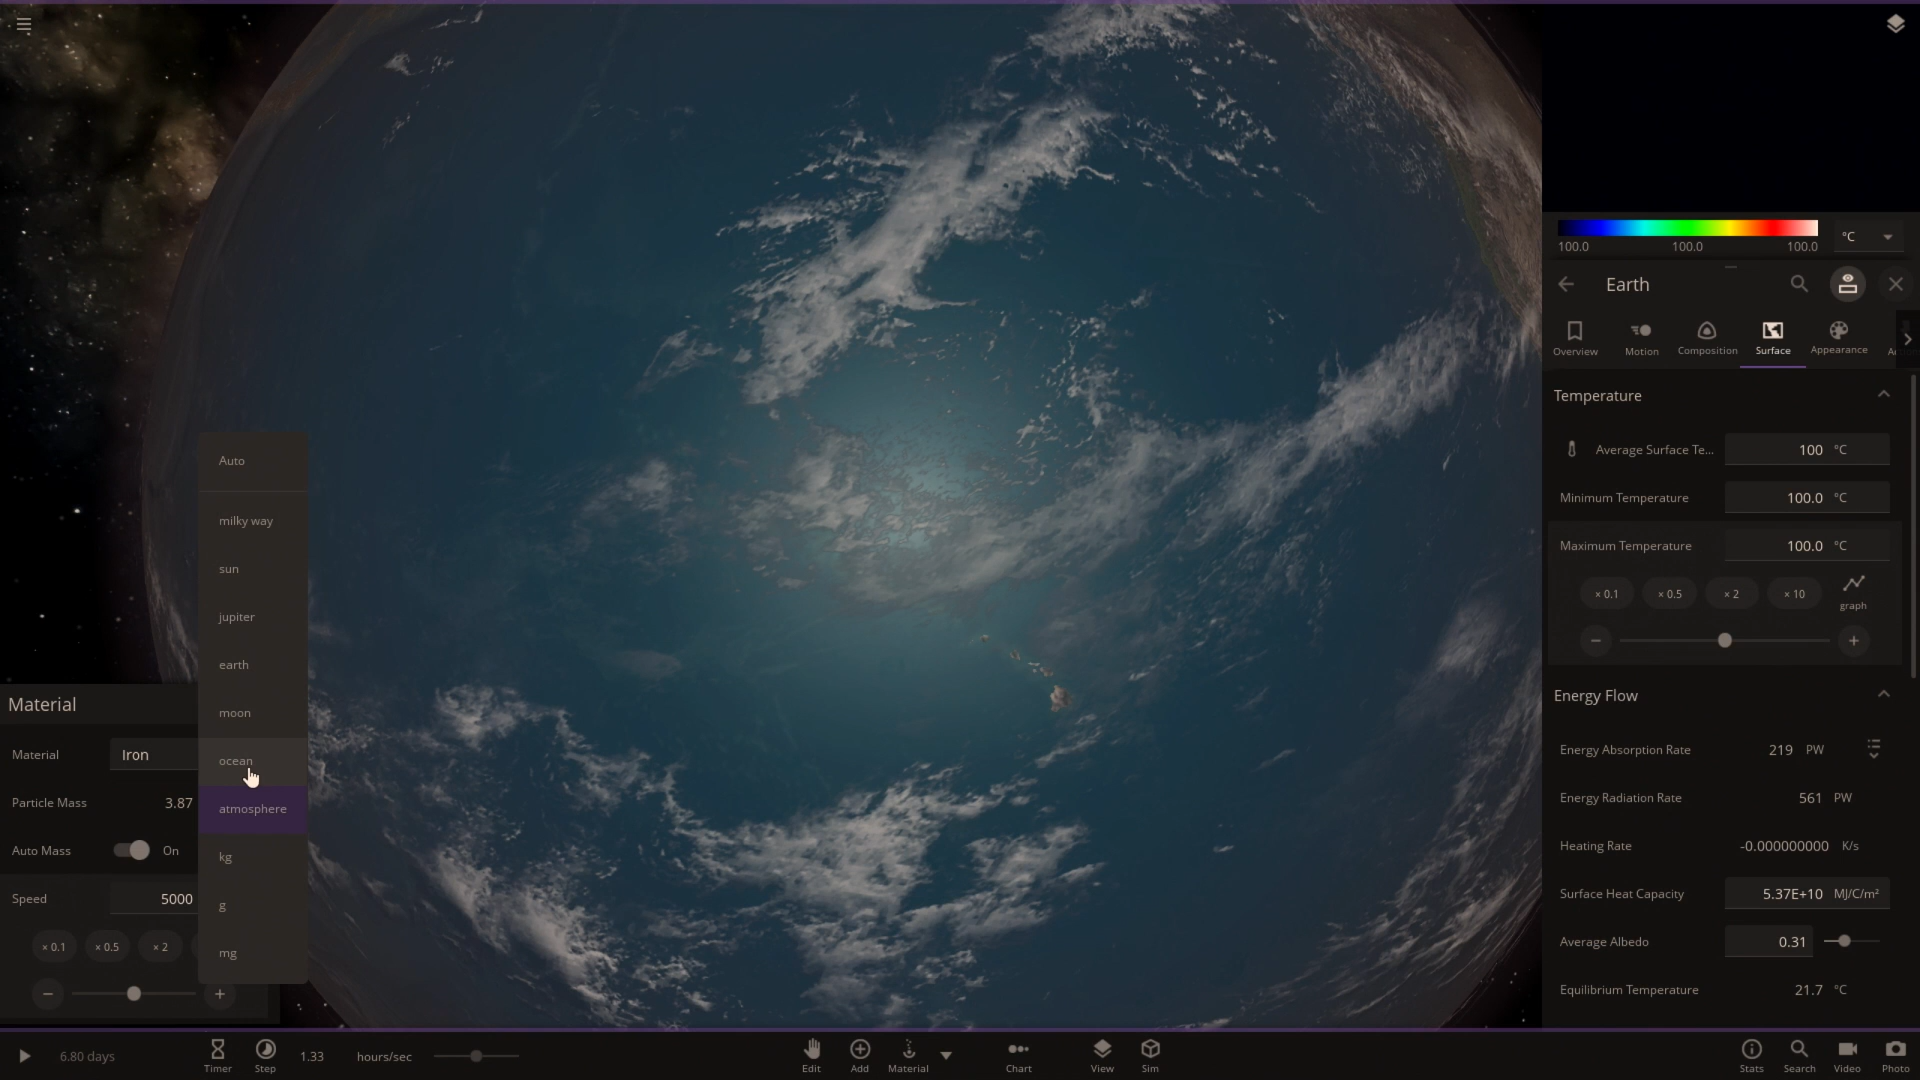 100.0
100.0
100.0
°C
Earth
Overview
Motion
Composition
Surface
Appearance
Temperature
Average Surface Te...
100 °C
Minimum Temperature
100.0 °C
Maximum Temperature
100.0 °C
× 0.1
× 0.5
× 2
× 10
graph
Energy Flow
Energy Absorption Rate
219 PW
Energy Radiation Rate
561 PW
Heating Rate
-0.000000000 K/s
Surface Heat Capacity
5.37E+10 MJ/C/m²
Average Albedo
0.31
Equilibrium Temperature
21.7 °C
Auto
milky way
sun
jupiter
earth
moon
ocean
atmosphere
kg
g
mg
Material
Material
Iron
Particle Mass
3.87
Auto Mass
On
Speed
5000
× 0.1
× 0.5
× 2
6.80 days
Timer
Step
1.33
hours/sec
Edit
Add
Material
Chart
View
Sim
Stats
Search
Video
Photo